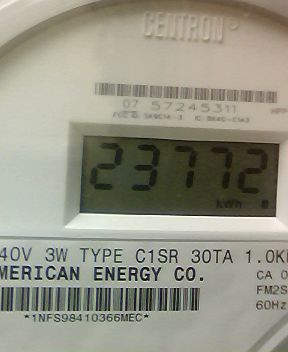 CENTRON®
07 57245311
23772
kWh
40V 3W TYPE C1SR 30TA 1.0K
MERICAN ENERGY CO.
CA 0
FM2S
60Hz
*1NFS98410366MEC*